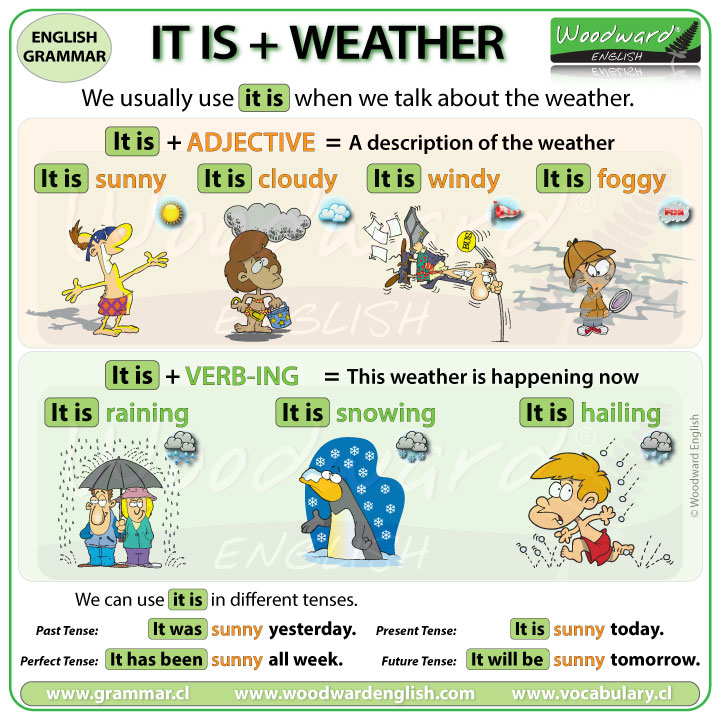 ENGLISH
GRAMMAR
IT IS + WEATHER
Woodward®
ENGLISH
We usually use it is when we talk about the weather.
It is + ADJECTIVE = A description of the weather
It is sunny It is cloudy It is windy It is foggy
FOG
BUS
Woodward®
ENGLISH
It is + VERB-ING = This weather is happening now
It is raining It is snowing It is hailing
Woodward®
ENGLISH
© Woodward English
We can use it is in different tenses.
Past Tense: It was sunny yesterday. Present Tense: It is sunny today.
Perfect Tense: It has been sunny all week. Future Tense: It will be sunny tomorrow.
www.grammar.cl www.woodwardenglish.com www.vocabulary.cl